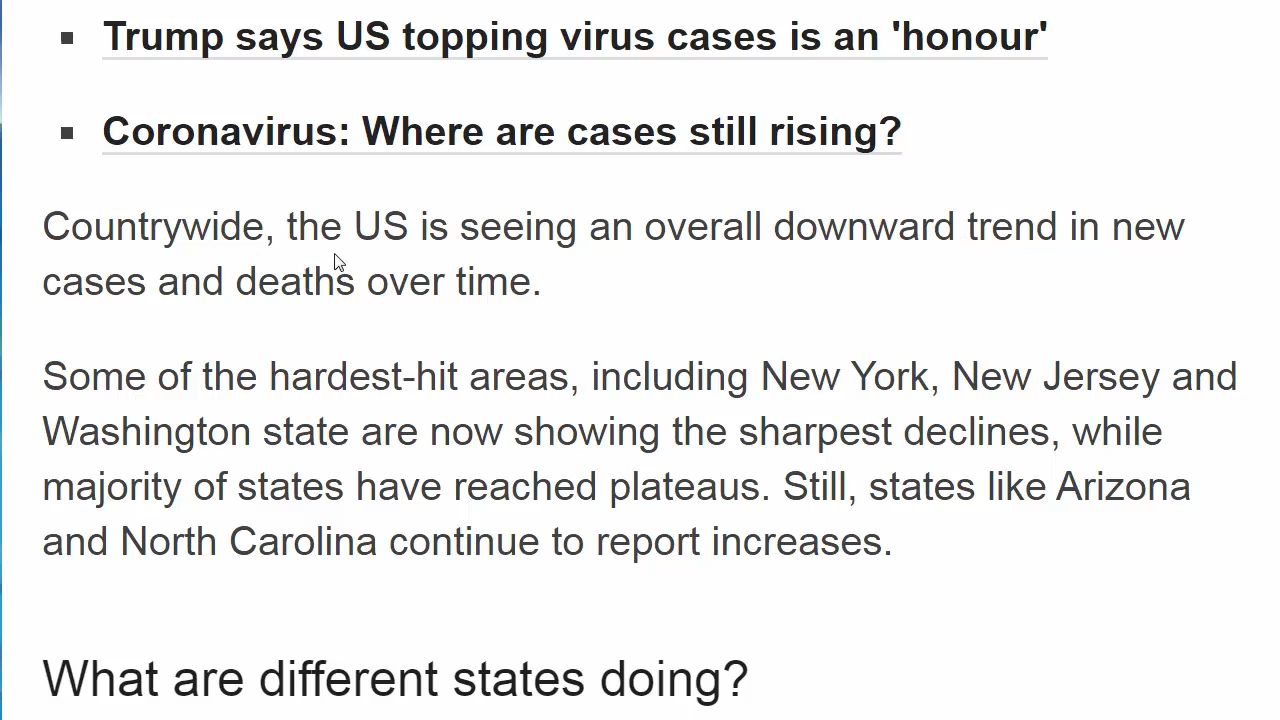 Trump says US topping virus cases is an 'honour'
Coronavirus: Where are cases still rising?
Countrywide, the US is seeing an overall downward trend in new
cases and deaths over time.
Some of the hardest-hit areas, including New York, New Jersey and
Washington state are now showing the sharpest declines, while
majority of states have reached plateaus. Still, states like Arizona
and North Carolina continue to report increases.
What are different states doing?